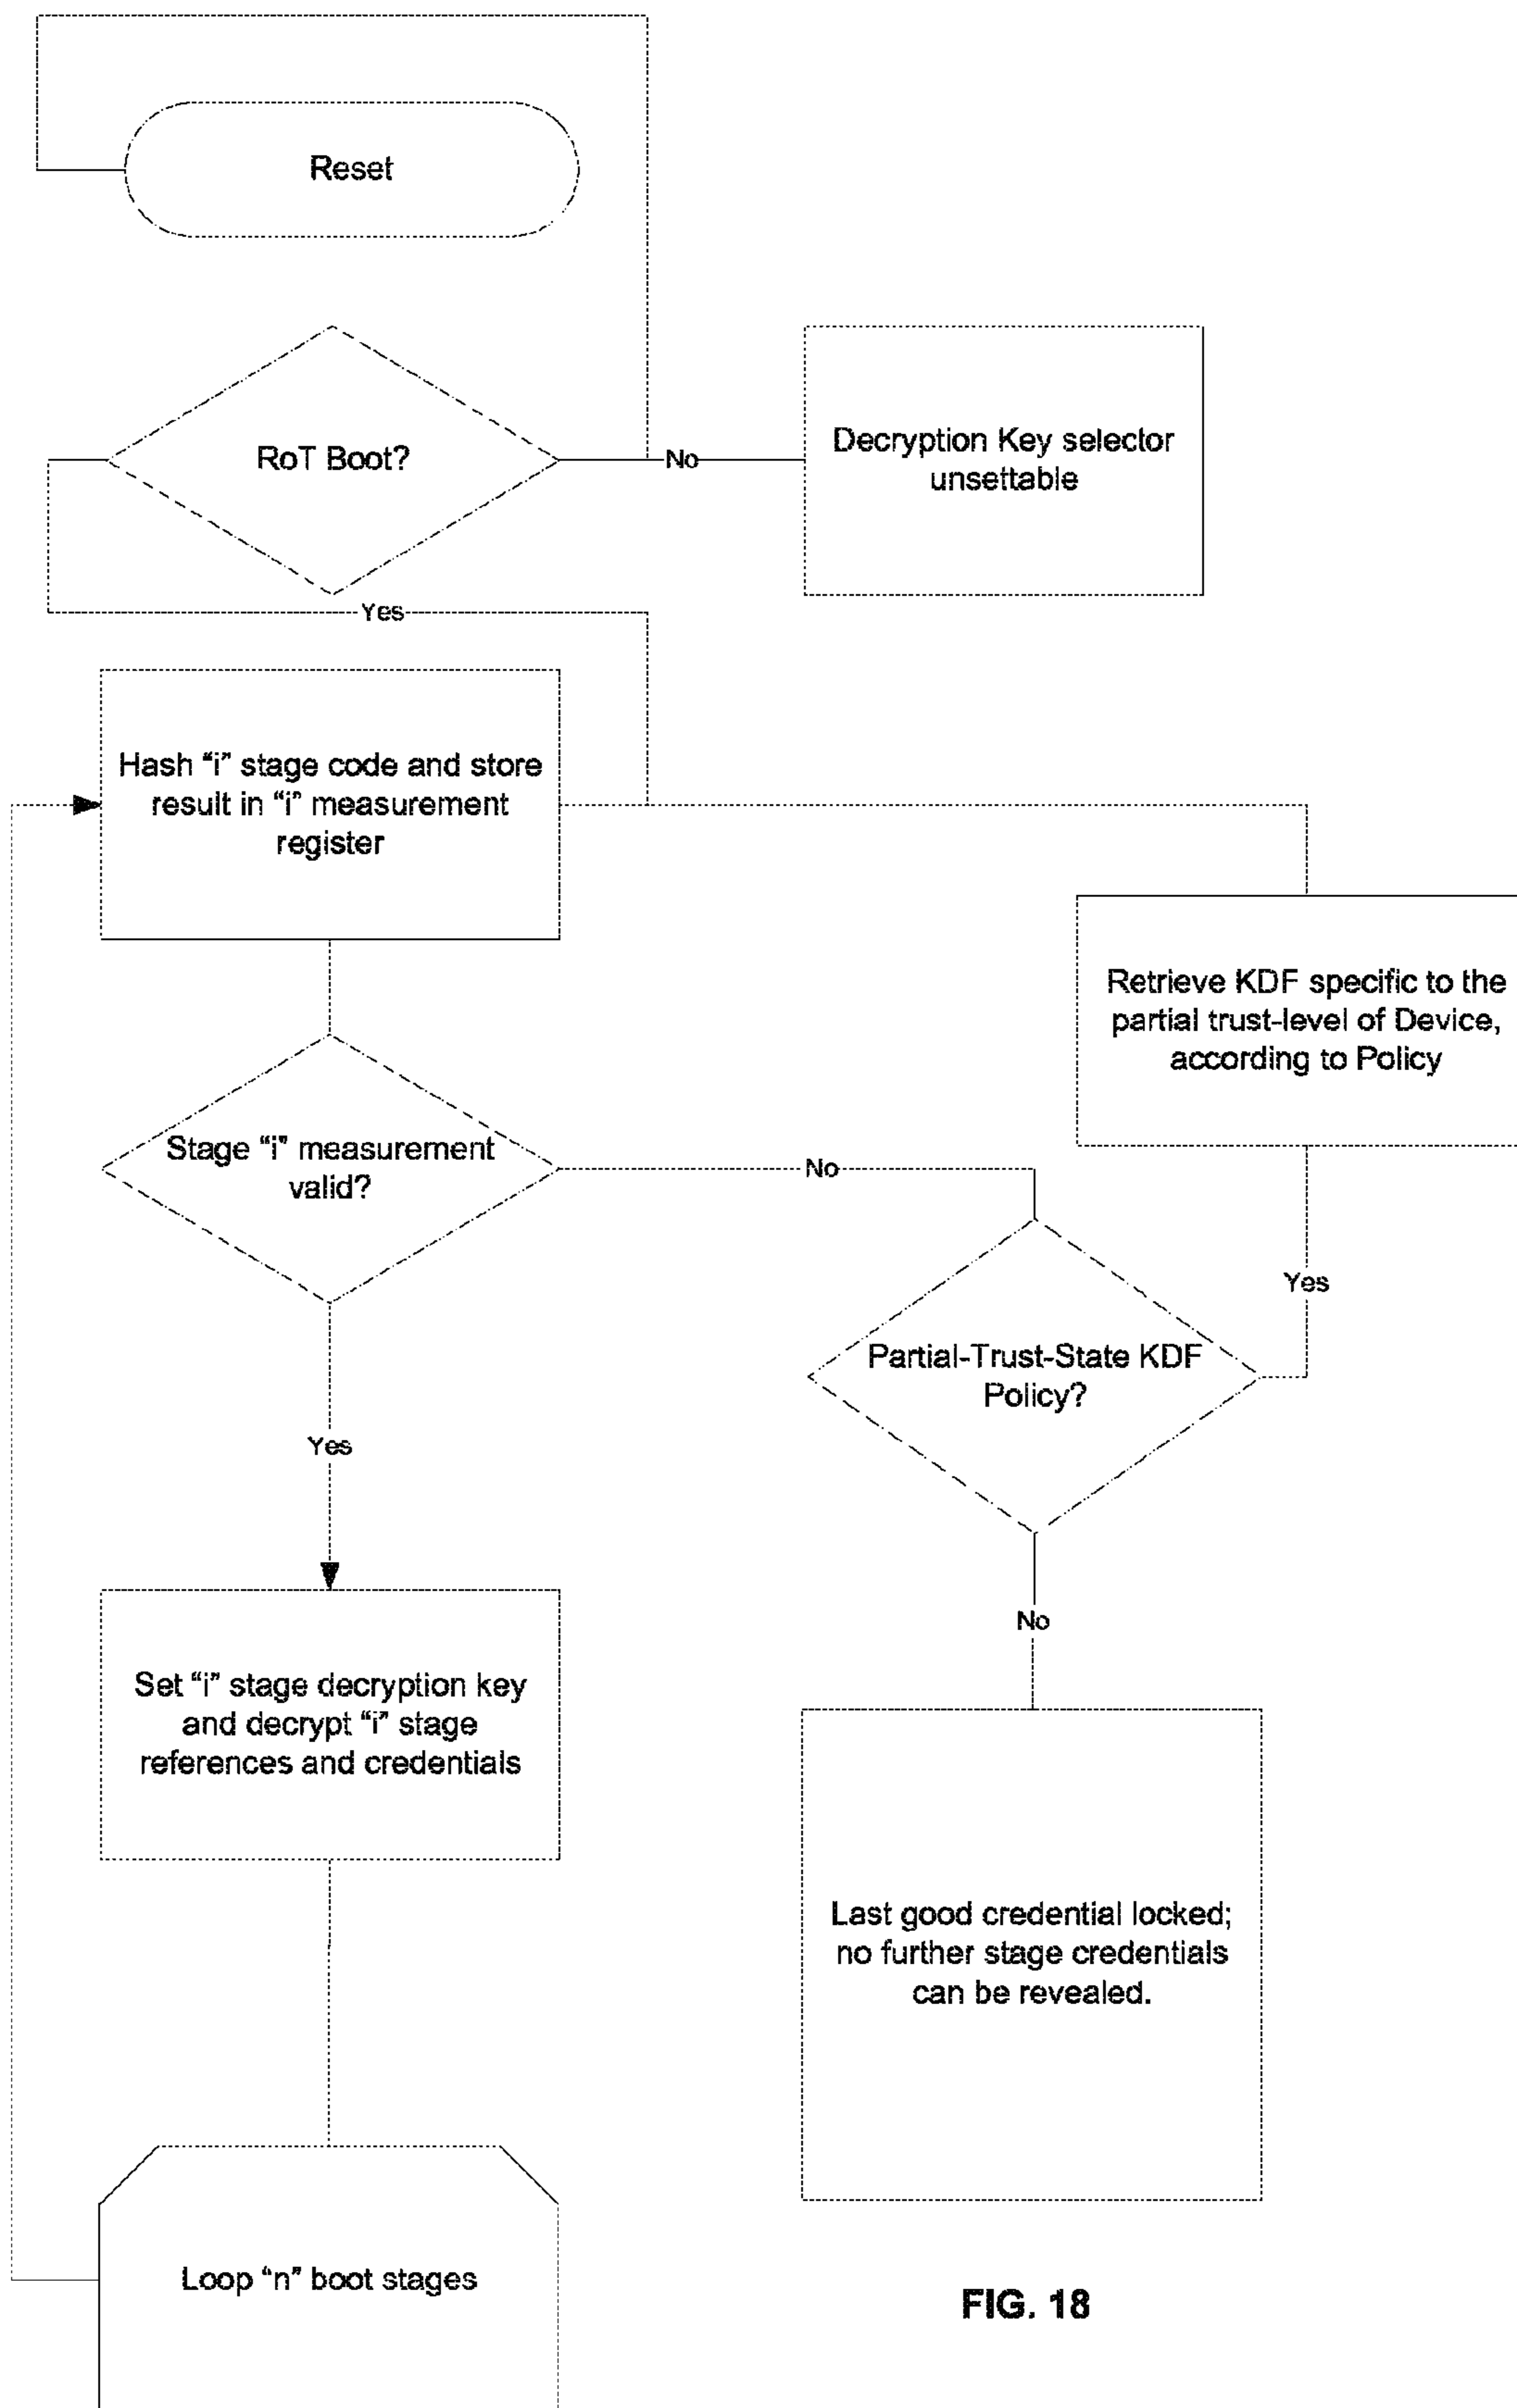 Reset
RoT Boot?
No
Decryption Key selector
unsettable
Yes
Hash “i” stage code and store
result in “i” measurement
register
Retrieve KDF specific to the
partial trust-level of Device,
according to Policy
Stage “i” measurement
valid?
No
Yes
Partial-Trust-State KDF
Policy?
Yes
No
Set “i” stage decryption key
and decrypt “i” stage
references and credentials
Last good credential locked;
no further stage credentials
can be revealed.
Loop “n” boot stages
FIG. 18